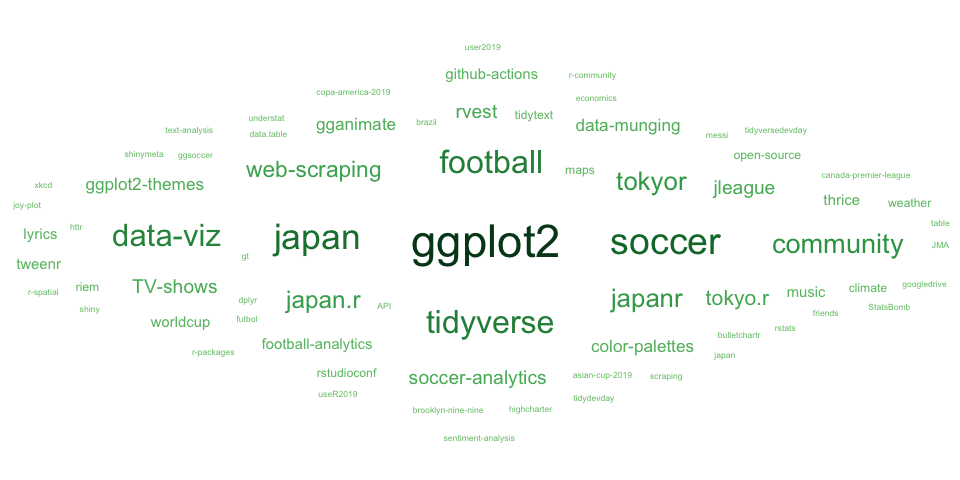 user2019
github-actions
r-community
copa-america-2019
economics
understat
gganimate
brazil
rvest
tidytext
data-munging
text-analysis
data.table
messi
tidyversedevday
shinymeta
ggsoccer
web-scraping
football
maps
open-source
xkcd
ggplot2-themes
tokyor
jleague
canada-premier-league
joy-plot
thrice
weather
lyrics
httr
data-viz
japan
ggplot2
soccer
community
table
JMA
tweenr
gt
r-spatial
riem
TV-shows
japan.r
API
japanr
tokyo.r
music
climate
googledrive
shiny
dplyr
friends
StatsBomb
worldcup
futbol
tidyverse
rstats
bulletchartr
r-packages
football-analytics
color-palettes
japan
rstudioconf
soccer-analytics
asian-cup-2019
scraping
useR2019
tidydevday
brooklyn-nine-nine
highcharter
sentiment-analysis